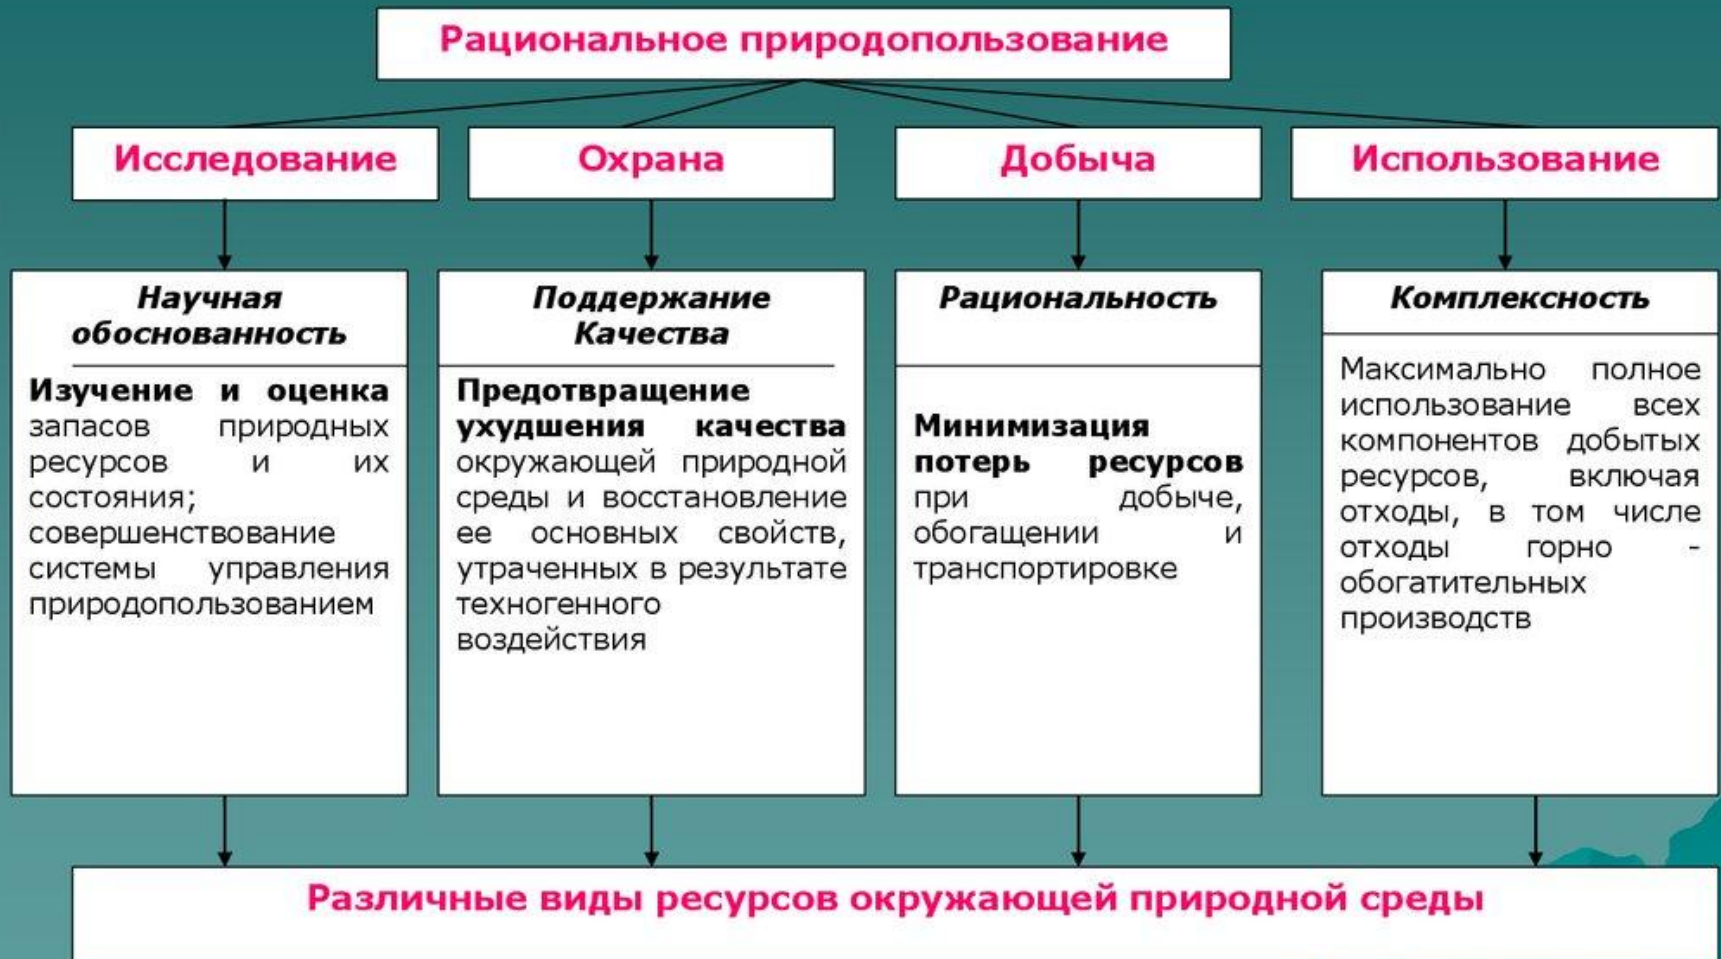 Рациональное природопользование
Исследование
Охрана
Добыча
Использование
Научная
обоснованность
Изучение и оценка
запасов природных
ресурсов и их
состояния;
совершенствование
системы управления
природопользованием
Поддержание
Качества
Предотвращение
ухудшения качества
окружающей природной
среды и восстановление
ее основных свойств,
утраченных в результате
техногенного
воздействия
Рациональность
Минимизация
потерь ресурсов
при добыче,
обогащении и
транспортировке
Комплексность
Максимально полное
использование всех
компонентов добытых
ресурсов, включая
отходы, в том числе
отходы горно -
обогатительных
производств
Различные виды ресурсов окружающей природной среды